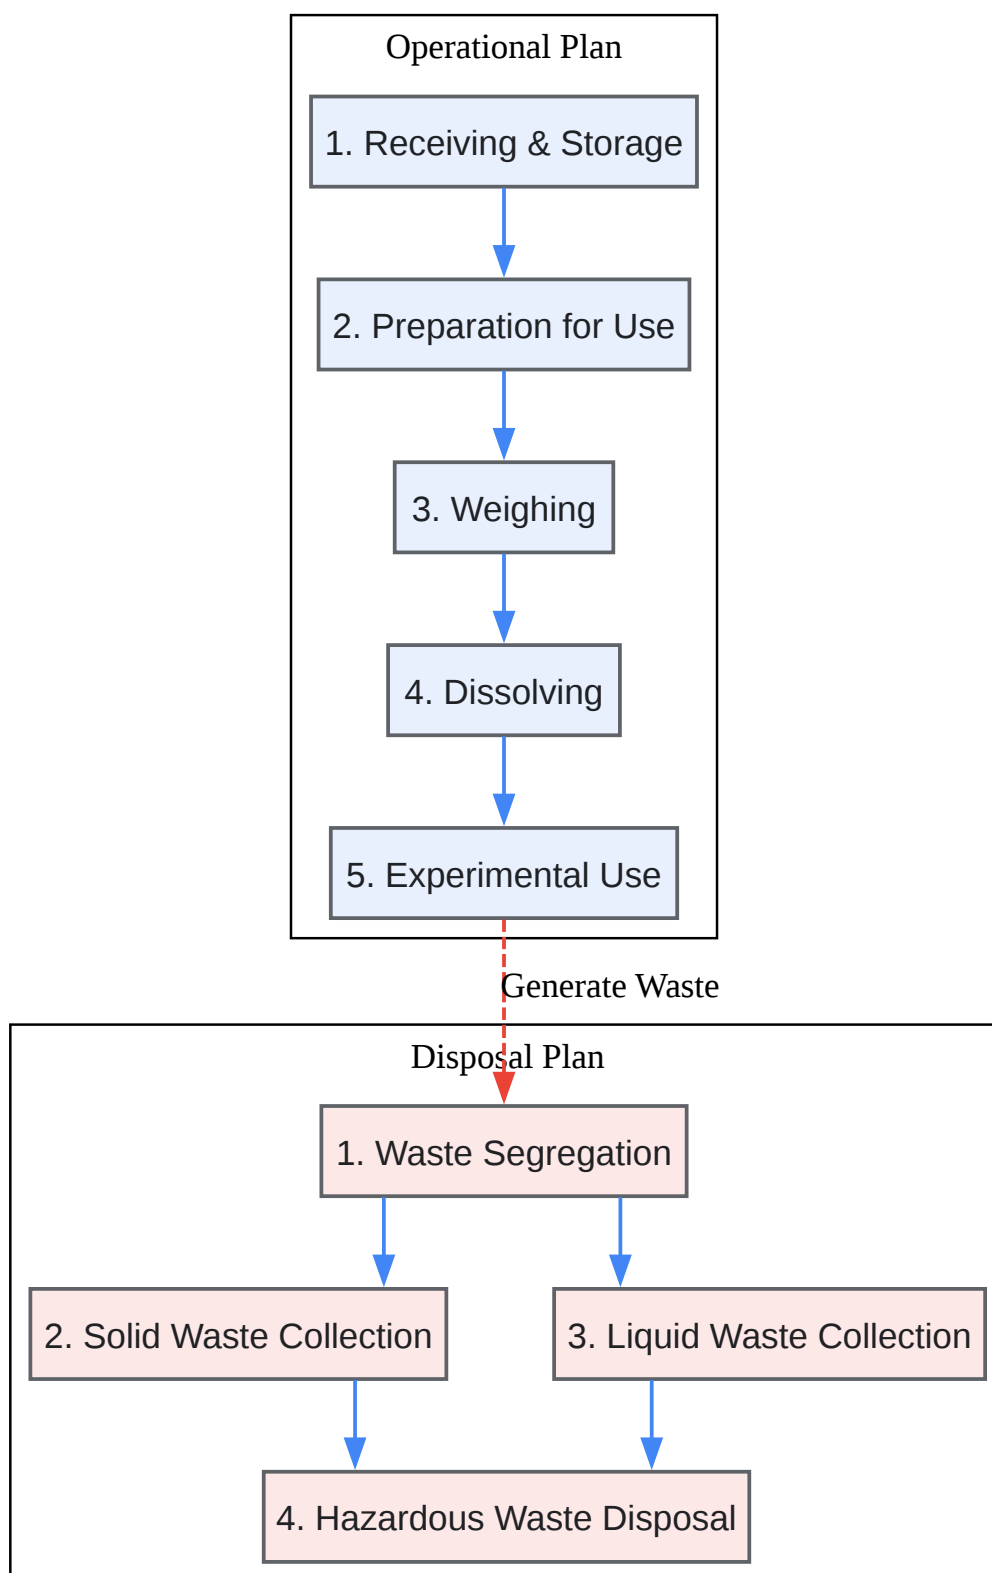 Operational Plan
1. Receiving & Storage
2. Preparation for Use
3. Weighing
4. Dissolving
5. Experimental Use
Generate Waste
Disposal Plan
1. Waste Segregation
2. Solid Waste Collection
3. Liquid Waste Collection
4. Hazardous Waste Disposal